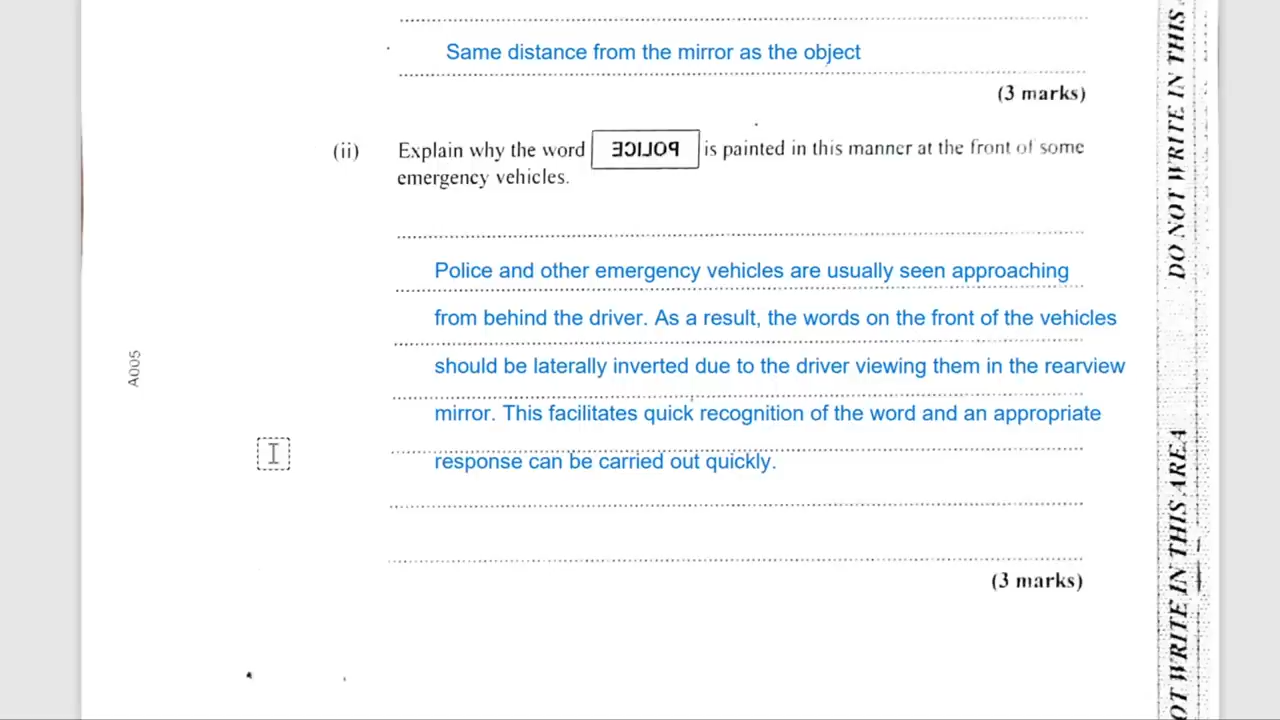 Same distance from the mirror as the object
(3 marks)
(ii) Explain why the word POLICE is painted in this manner at the front of some
emergency vehicles.
Police and other emergency vehicles are usually seen approaching
from behind the driver. As a result, the words on the front of the vehicles
should be laterally inverted due to the driver viewing them in the rearview
mirror. This facilitates quick recognition of the word and an appropriate
response can be carried out quickly.
(3 marks)
A005
DO NOT WRITE IN THIS
NOT WRITE IN THIS AREA